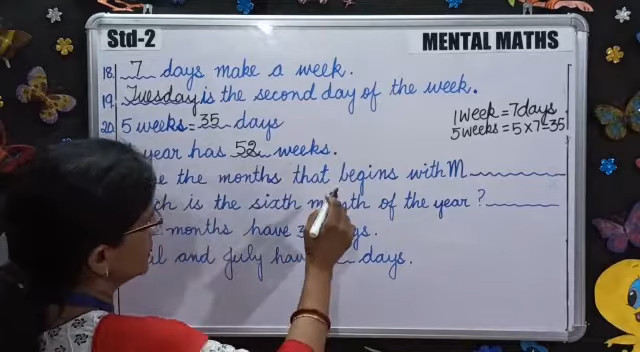 Std-2
MENTAL MATHS
18. 7 days make a week.
19. Tuesday is the second day of the week.
20. 5 weeks = 35 days
1 week = 7 days
5 weeks = 5 x 7 = 35
year has 52 weeks.
the months that begins with M
is the sixth month of the year?
months have
and July days.